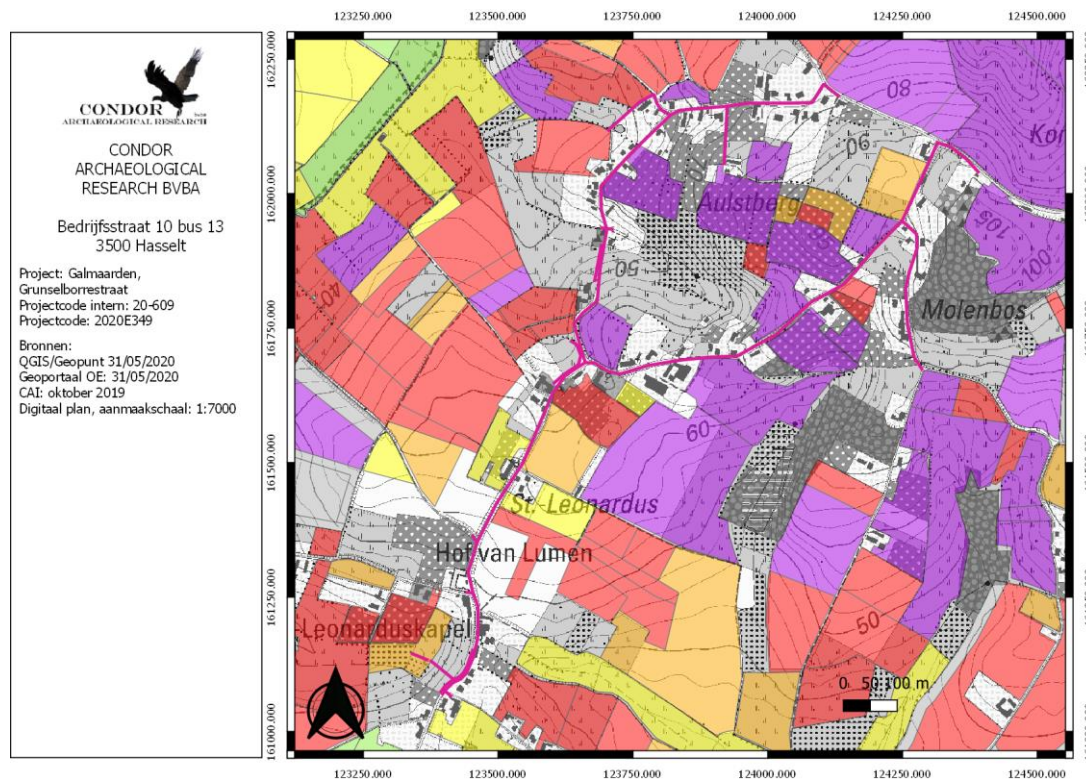 CONDOR
ARCHAEOLOGICAL RESEARCH
CONDOR
ARCHAEOLOGICAL
RESEARCH BVBA
Bedrijfsstraat 10 bus 13
3500 Hasselt
Project: Galmaarden,
Grunselborrestraat
Projectcode intern: 20-609
Projectcode: 2020E349
Bronnen:
QGIS/Geopunt 31/05/2020
Geoportaal OE: 31/05/2020
CAI: oktober 2019
Digitaal plan, aanmaakschaal: 1:7000
123250.000 123500.000 123750.000 124000.000 124250.000 124500.000
162250.000
162000.000
161750.000
161500.000
161250.000
161000.000
80
Kor
90
Aulstberg
103
100
50
40
Molenbos
60
St.-Leonardus
Hof van Lumen
50
Leonarduskapel
0 50 100 m
123250.000 123500.000 123750.000 124000.000 124250.000 124500.000